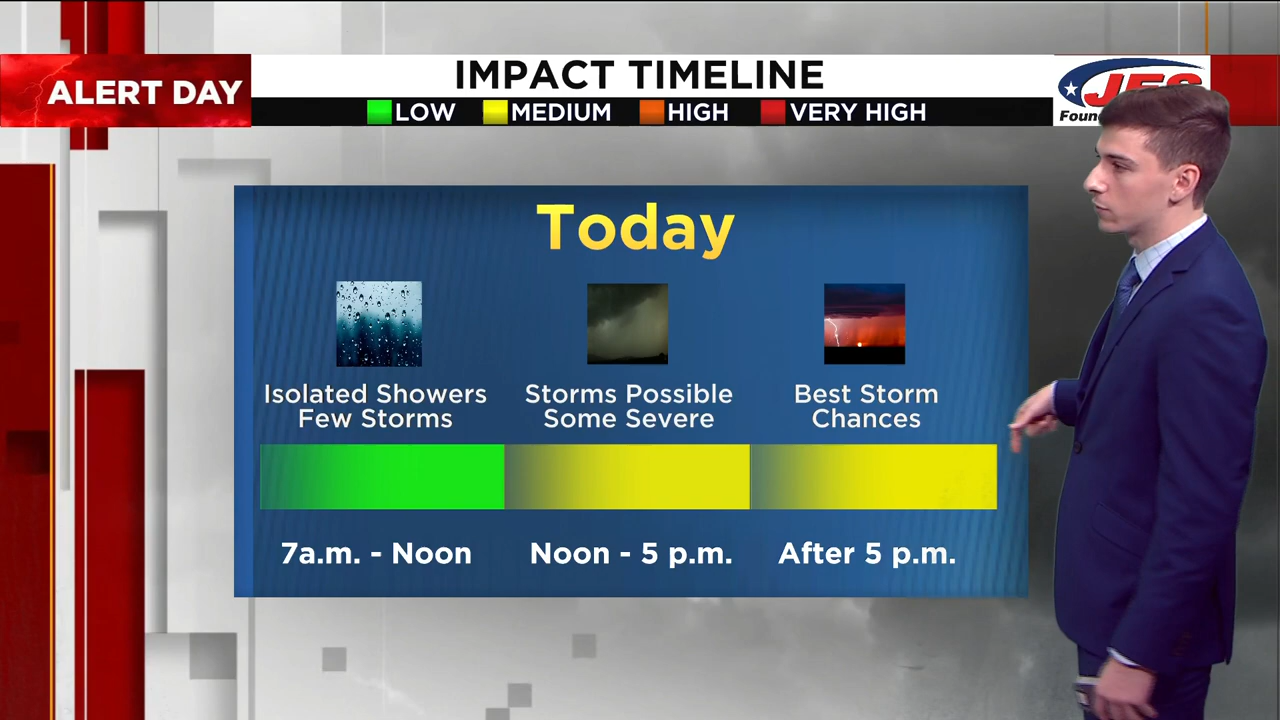 ALERT DAY
IMPACT TIMELINE
LOW MEDIUM HIGH VERY HIGH
Today
Isolated Showers
Few Storms
Storms Possible
Some Severe
Best Storm
Chances
7a.m. - Noon
Noon - 5 p.m.
After 5 p.m.